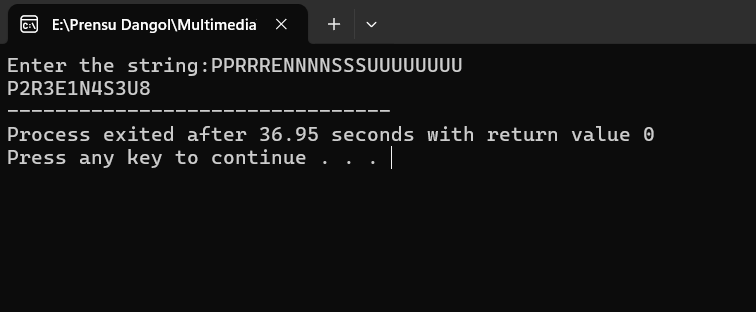 E:\Prensu Dangol\Multimedia
Enter the string:PPRRRENNNNSSSUUUUUUUU
P2R3E1N4S3U8
--------------------------------
Process exited after 36.95 seconds with return value 0
Press any key to continue . . .